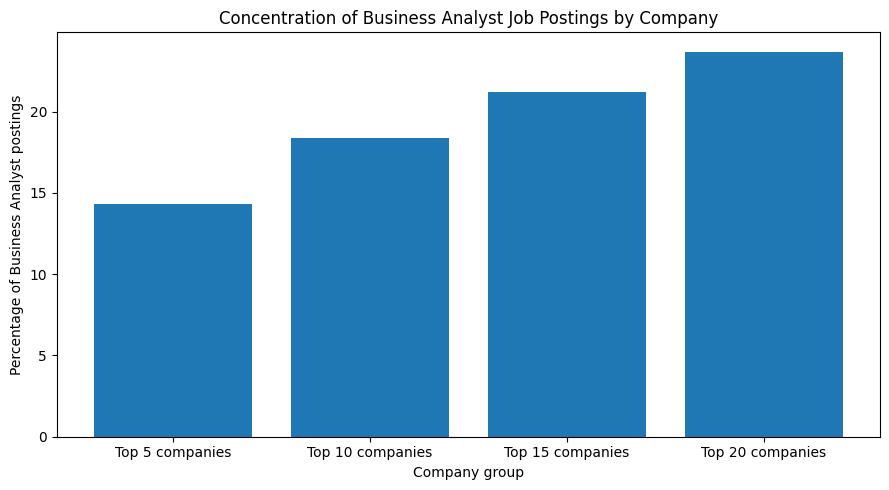 Concentration of Business Analyst Job Postings by Company
Percentage of Business Analyst postings
20
15
10
5
0
Top 5 companies
Top 10 companies
Top 15 companies
Top 20 companies
Company group